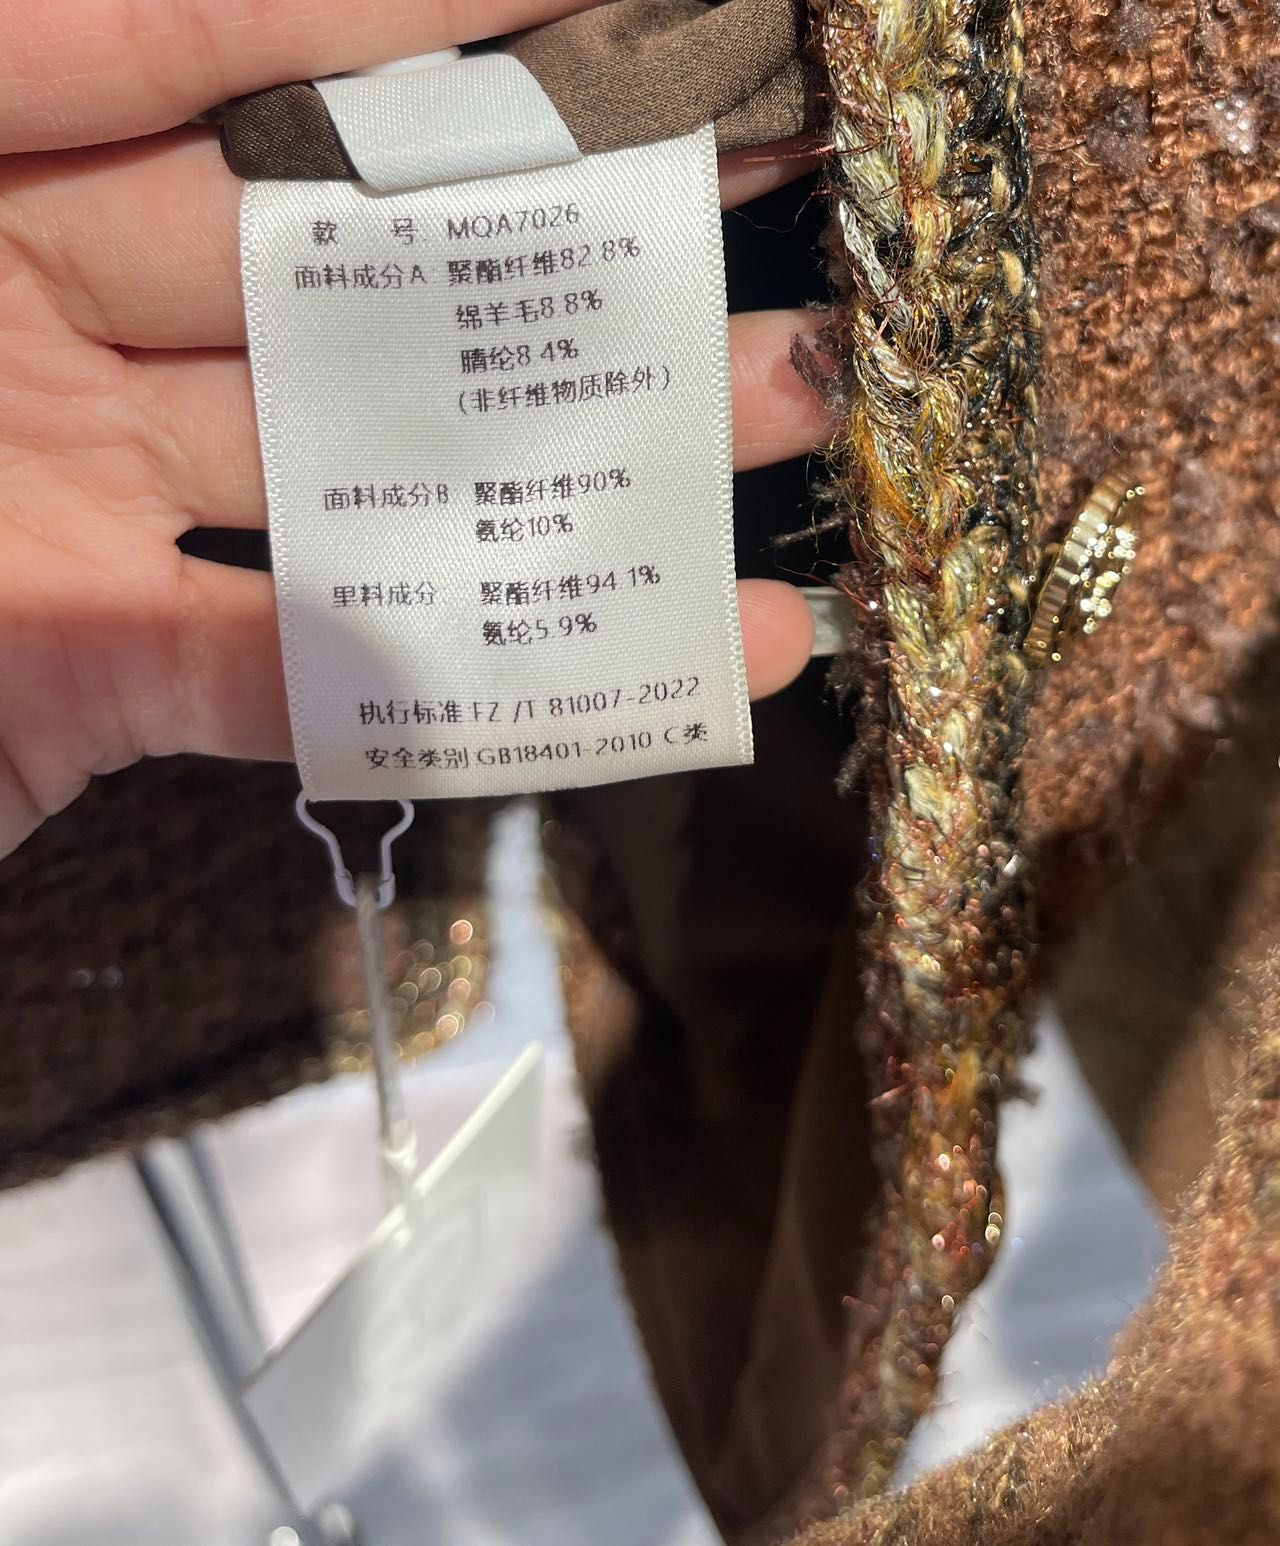 款 号: MQA7026
面料成分A: 聚酯纤维82.8%
绵羊毛8.8%
腈纶8.4%
(非纤维物质除外)
面料成分B 聚酯纤维90%
氨纶10%
里料成分 聚酯纤维94.1%
氨纶5.9%
执行标准:FZ/T 81007-2022
安全类别 GB18401-2010 C类